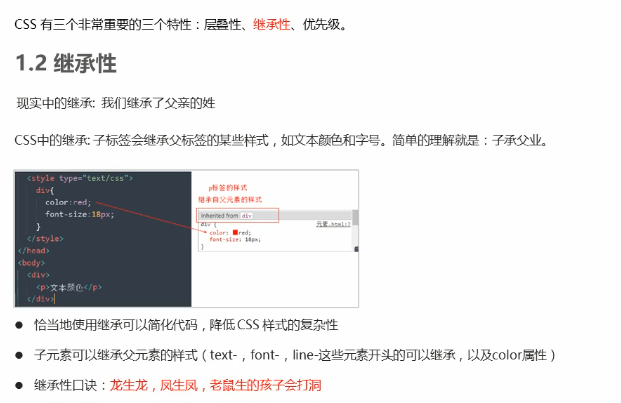 CSS 有三个非常重要的三个特性：层叠性、继承性、优先级。
1.2 继承性
现实中的继承: 我们继承了父亲的姓
CSS中的继承: 子标签会继承父标签的某些样式，如文本颜色和字号。简单的理解就是：子承父业。
<style type="text/css">
div{
color:red;
font-size:18px;
}
</style>
</head>
<body>
<div>
<p>文本颜色</p>
</div>
p标签的样式
继承自父元素的样式
Inherited from div
div {
元素.html:7
color: red;
font-size: 18px;
}
● 恰当地使用继承可以简化代码，降低 CSS 样式的复杂性
● 子元素可以继承父元素的样式（text-，font-，line-这些元素开头的可以继承，以及color属性）
● 继承性口诀：龙生龙，凤生凤，老鼠生的孩子会打洞